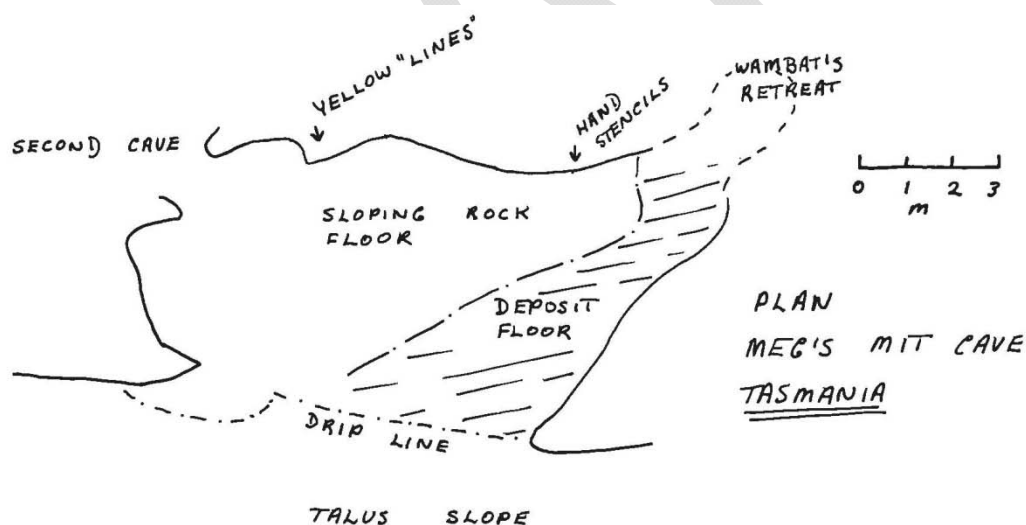 YELLOW "LINES"
HAND
STENCILS
WAMBAT'S
RETREAT
SECOND CAVE
0 1 2 3
m
SLOPING ROCK
FLOOR
DEPOSIT
FLOOR
PLAN
MEG'S MIT CAVE
TASMANIA
DRIP LINE
TALUS SLOPE